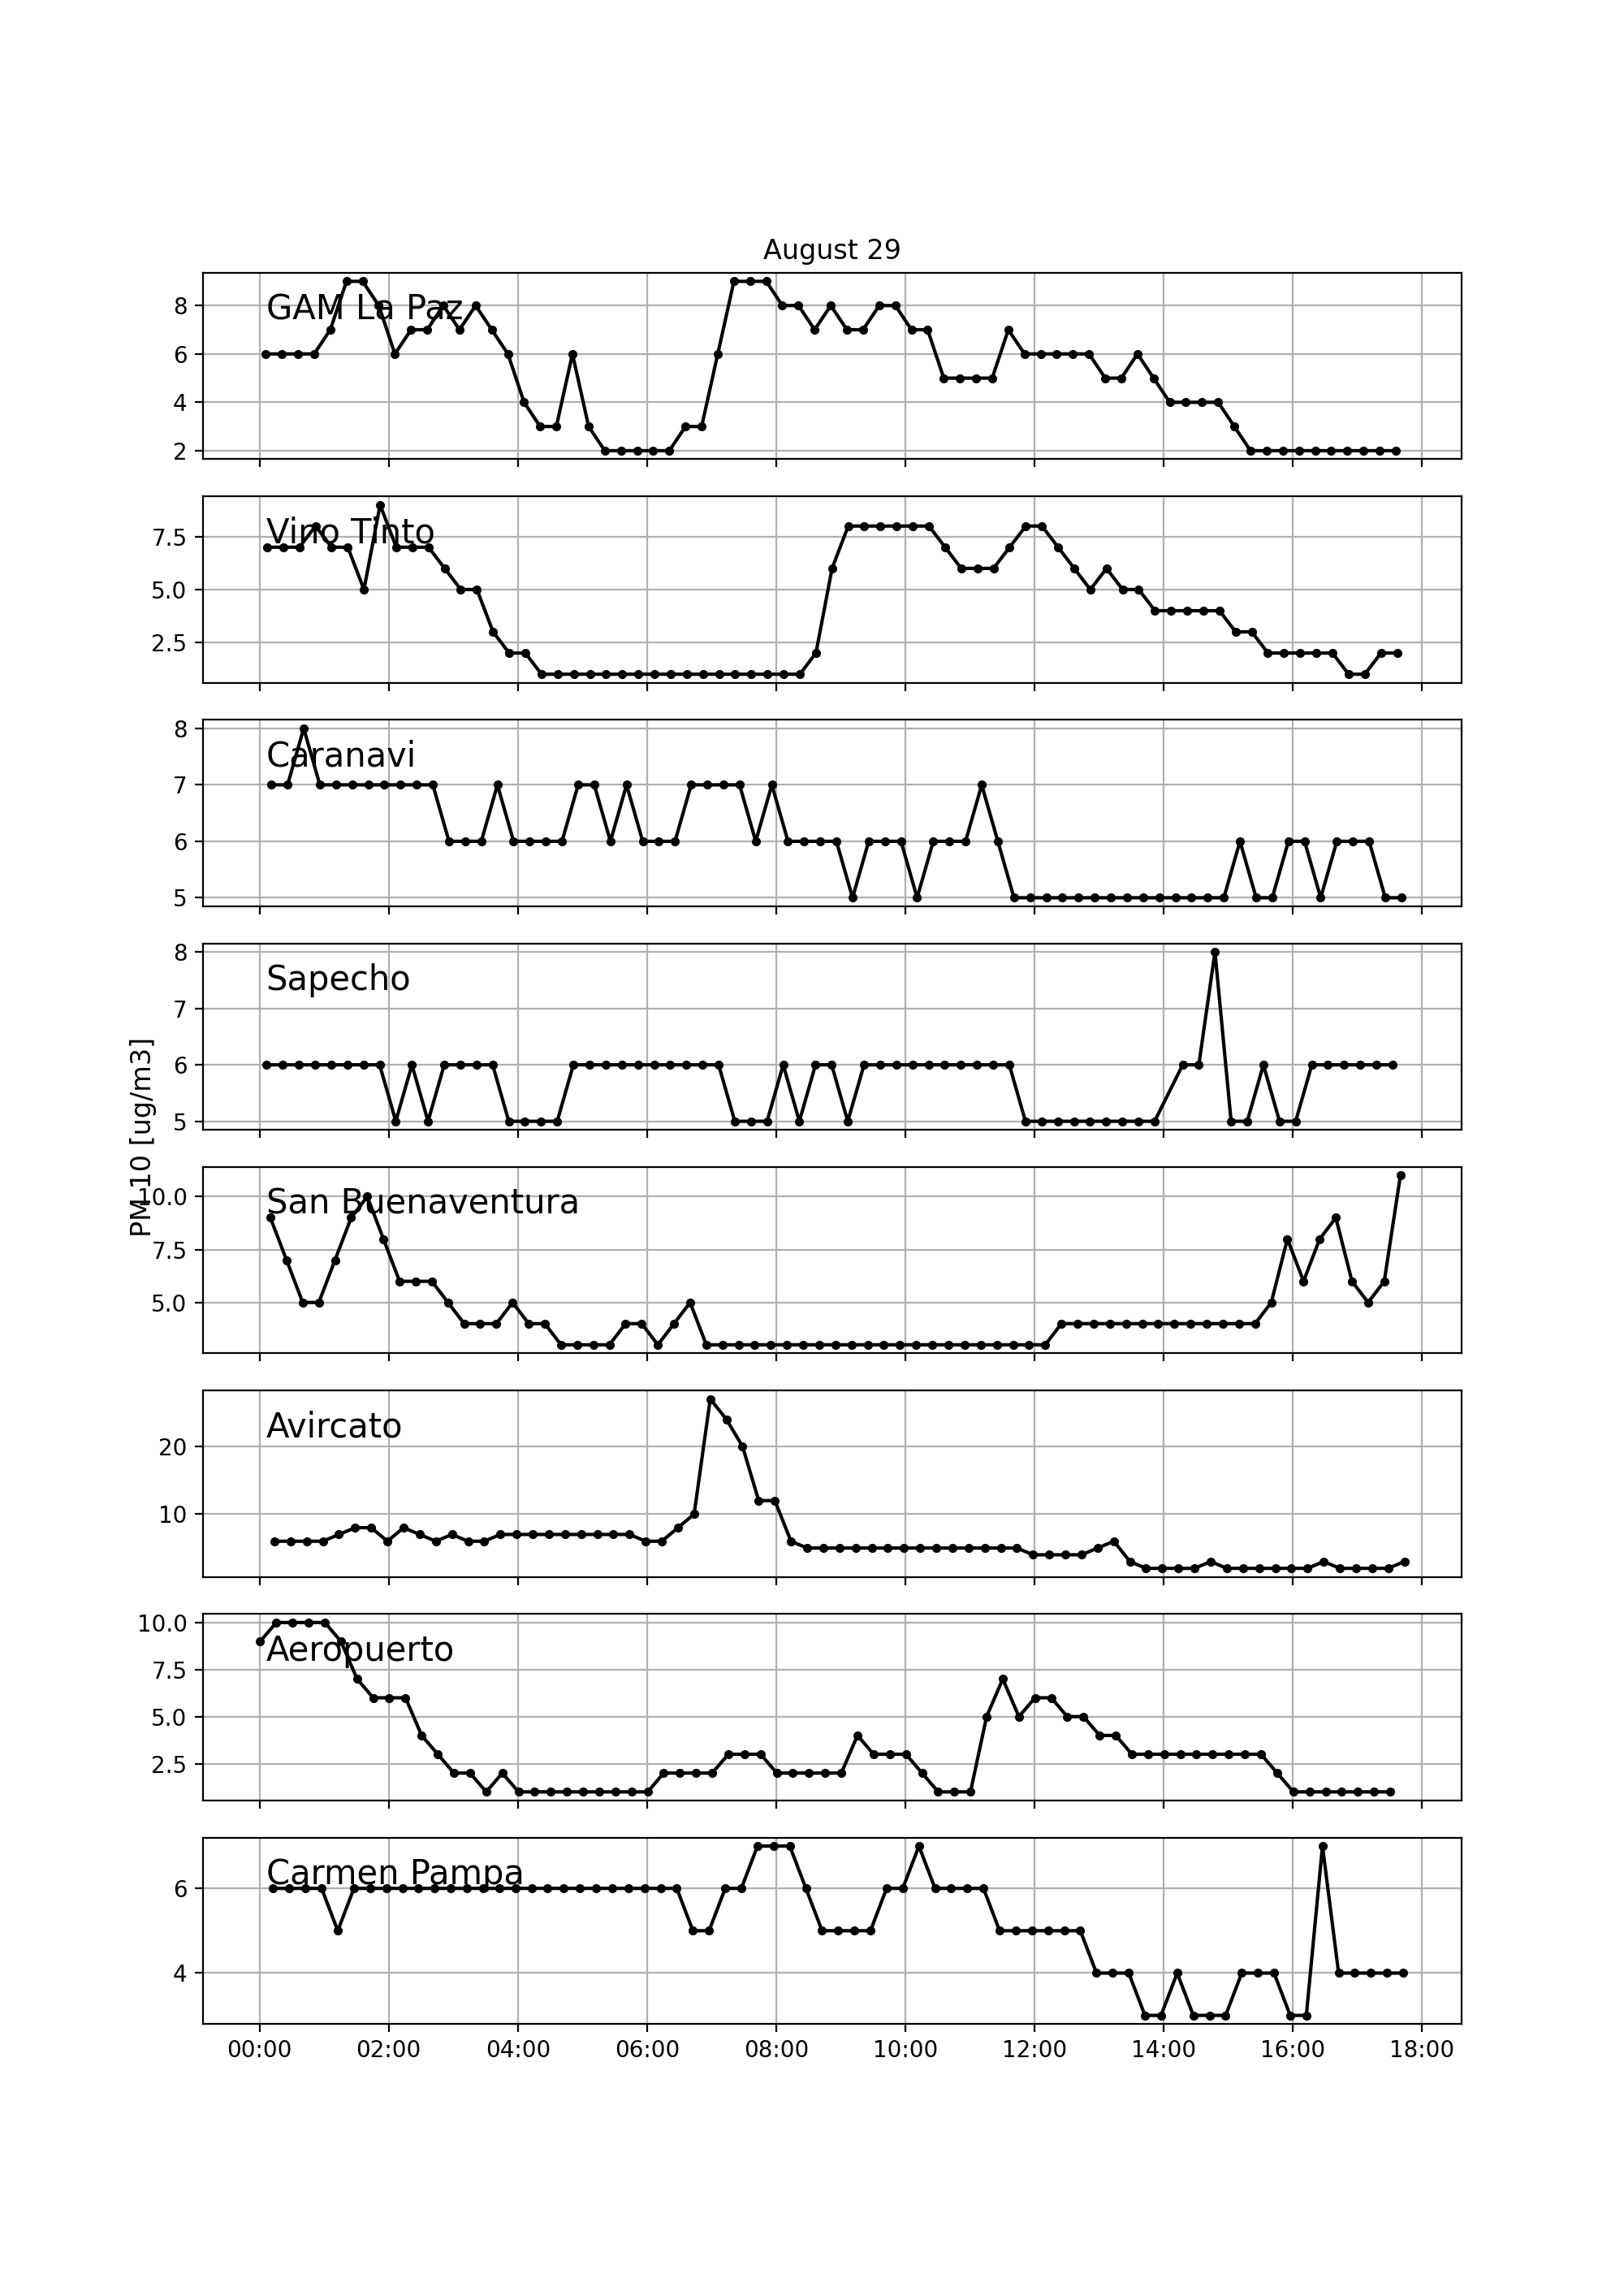 August 29
GAM La Paz
8
6
4
2
Vino Tinto
7.5
5.0
2.5
Caranavi
8
7
6
5
Sapecho
8
7
6
5
PM 10 [ug/m3]
San Buenaventura
10.0
7.5
5.0
Avircato
20
10
Aeropuerto
10.0
7.5
5.0
2.5
Carmen Pampa
6
4
00:00 02:00 04:00 06:00 08:00 10:00 12:00 14:00 16:00 18:00